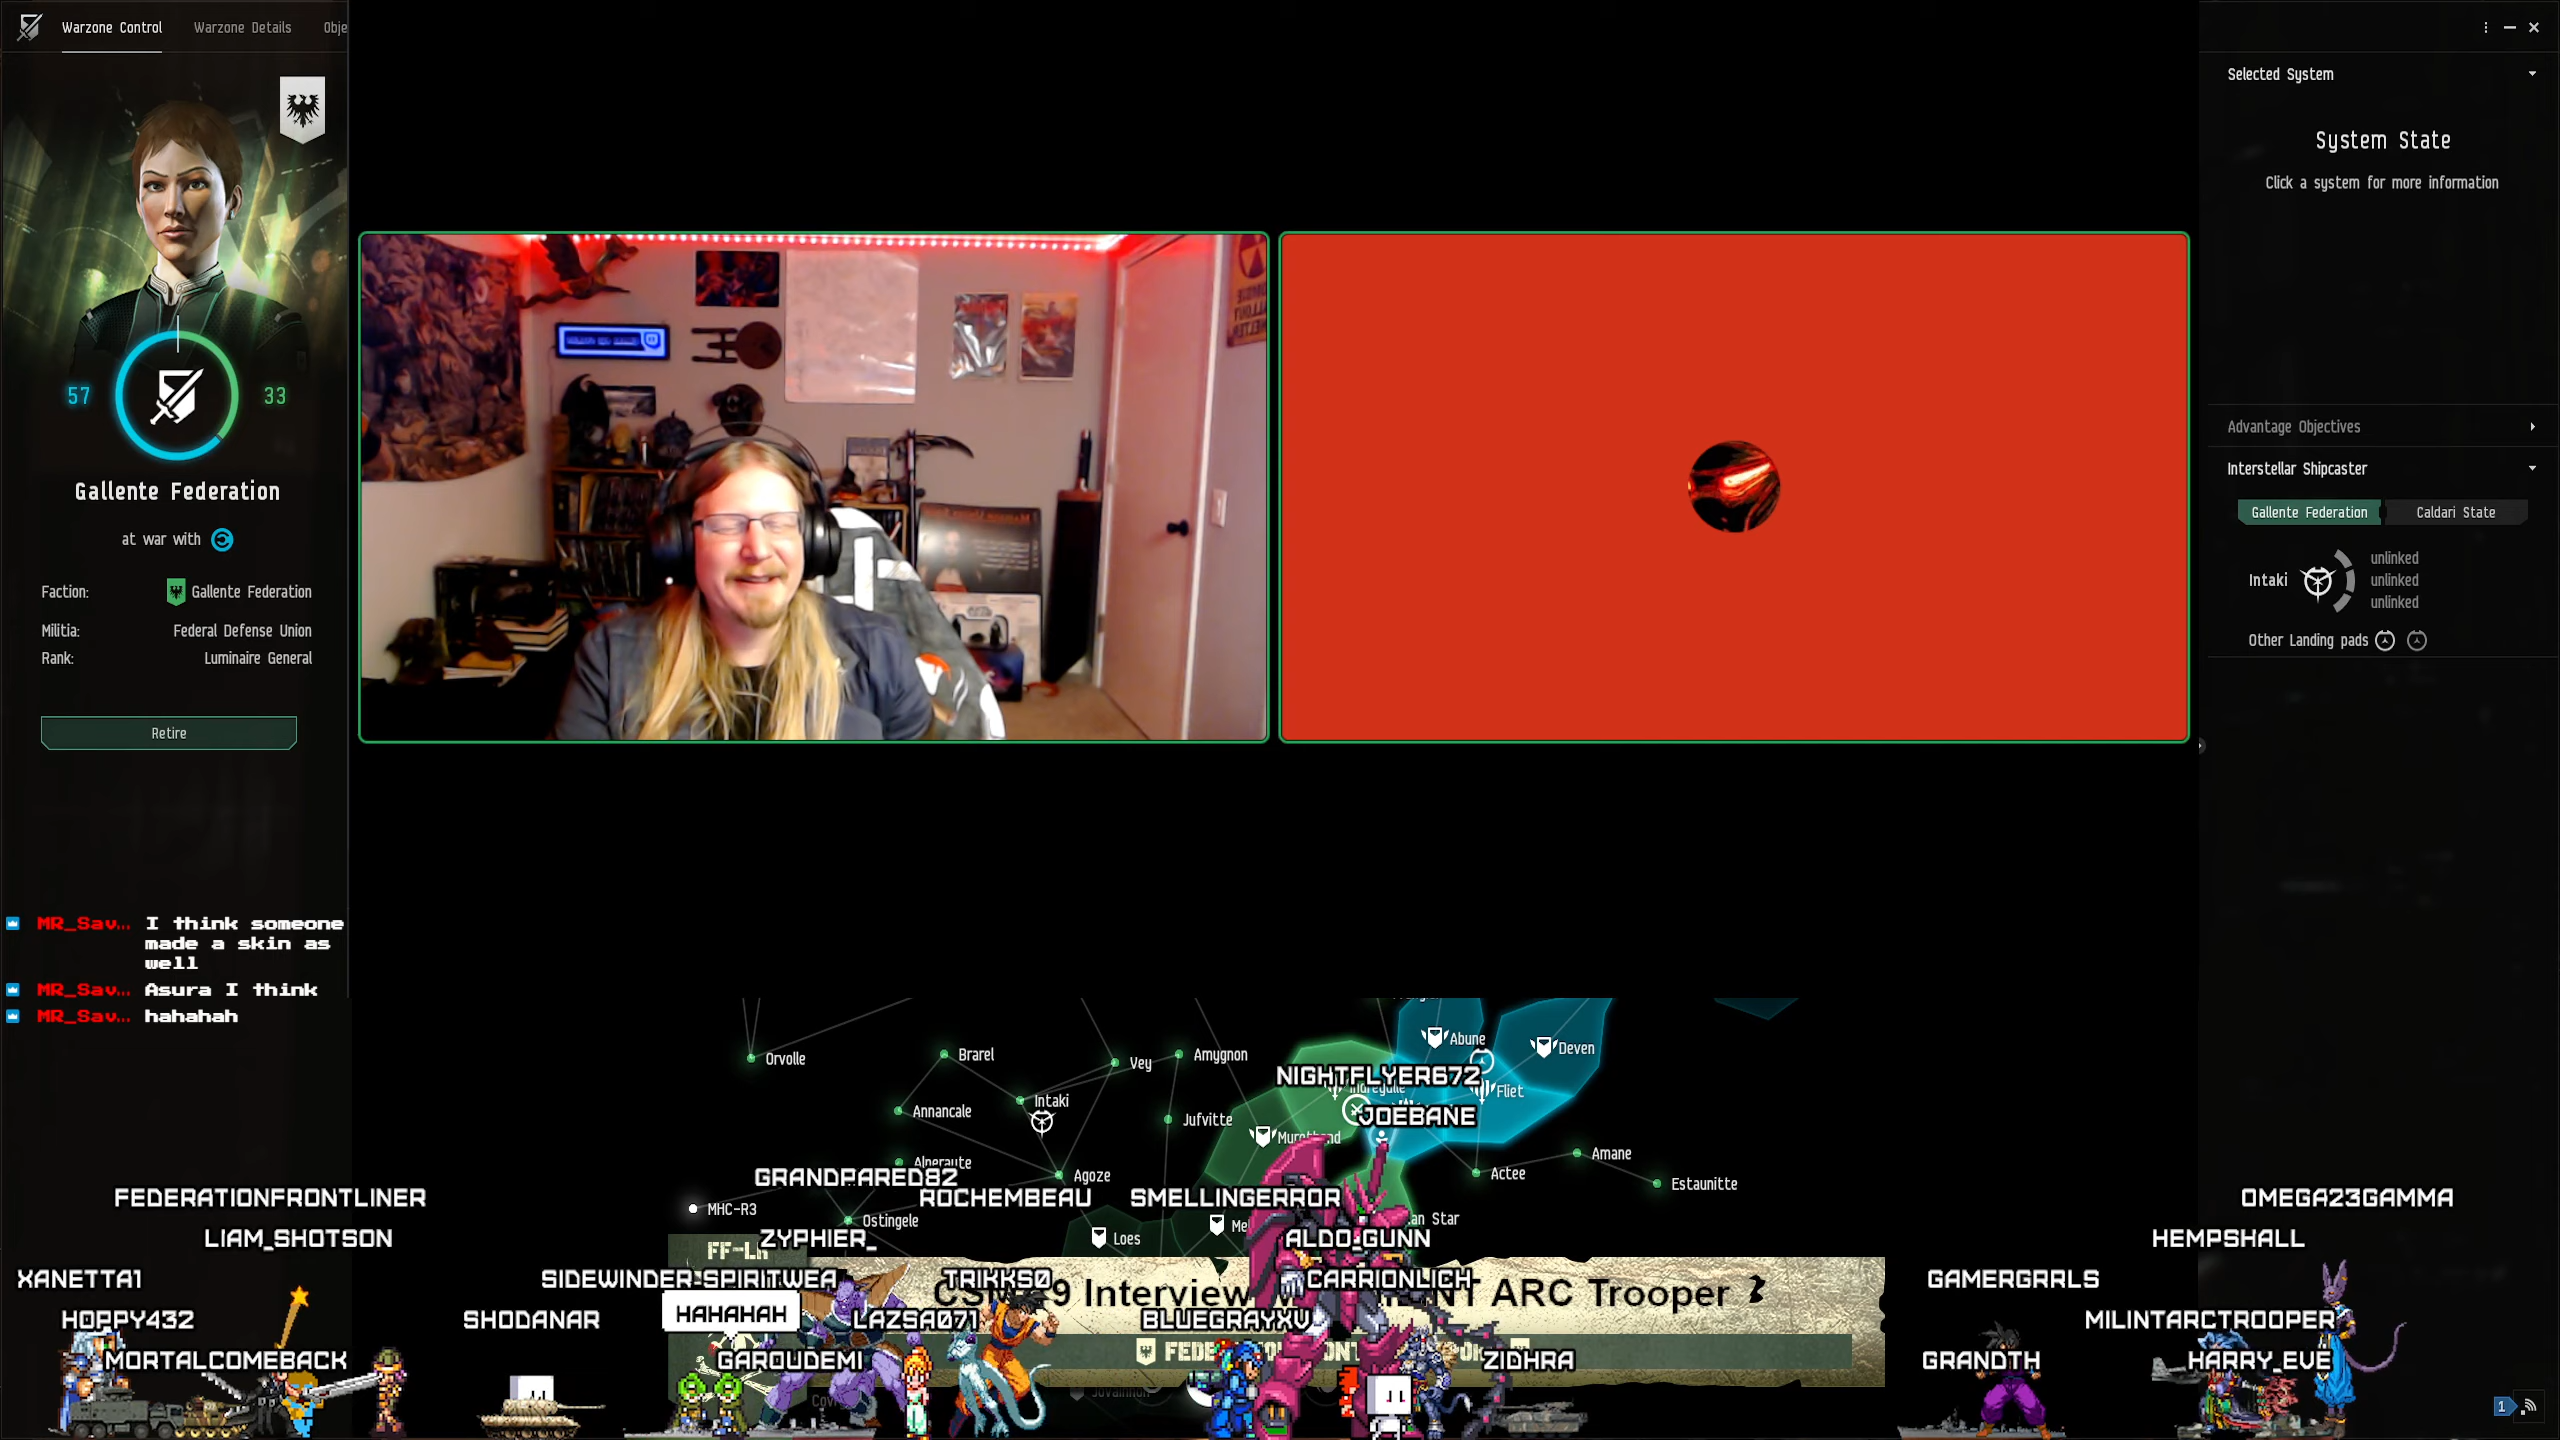 Warzone Control
Warzone Details
Obje
57
33
Gallente Federation
at war with
Faction:
Gallente Federation
Militia:
Federal Defense Union
Rank:
Luminaire General
Retire
MR_Sav... I think someone
made a skin as
well
MR_Sav... Asura I think
MR_Sav... hahahah
Selected System
System State
Click a system for more information
Advantage Objectives
Interstellar Shipcaster
Gallente Federation
Caldari State
Intaki
unlinked
unlinked
unlinked
Other Landing pads
Orvolle
Brarel
Vey
Amygnon
Abune
Deven
Annancale
Intaki
Jufvitte
Fliet
NIGHTFLYER672
JOEBANE
Agoze
Actee
Amane
Estaunitte
MHC-R3
Ostingele
Loes
GRANDPARED82
ROCHEMBEAU
SMELLINGERROR
FEDERATIONFRONTLINER
OMEGA23GAMMA
LIAM_SHOTSON
ZYPHIER_
ALDO_GUNN
HEMPSHALL
XANETTA1
SIDEWINDER-SPIRITWEA
TRIKKS0
CARRIONLICH
GAMERGRRLS
Interview
ARC Trooper
HOPPY432
SHODANAR
HAHAHAH
LAZSA071
BLUEGRAYXV
MILINTARCTROOPER
MORTALCOMEBACK
GAROUDEMI
ZIDHRA
GRANDTH
HARRY_EVE
1